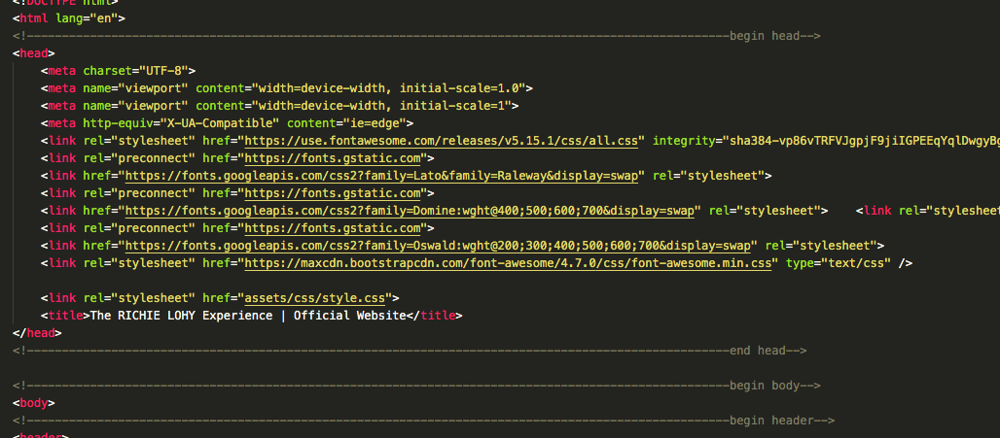 <!DOCTYPE html>
<html lang="en">
<!----------------------------------------------------------------------------------------------------begin head-->
<head>
<meta charset="UTF-8">
<meta name="viewport" content="width=device-width, initial-scale=1.0">
<meta name="viewport" content="width=device-width, initial-scale=1">
<meta http-equiv="X-UA-Compatible" content="ie=edge">
<link rel="stylesheet" href="https://use.fontawesome.com/releases/v5.15.1/css/all.css" integrity="sha384-vp86vTRFVJgpjF9jiIGPEEqYqlDwgyBg
<link rel="preconnect" href="https://fonts.gstatic.com">
<link href="https://fonts.googleapis.com/css2?family=Lato&family=Raleway&display=swap" rel="stylesheet">
<link rel="preconnect" href="https://fonts.gstatic.com">
<link href="https://fonts.googleapis.com/css2?family=Domine:wght@400;500;600;700&display=swap" rel="stylesheet">    <link rel="stylesheet
<link rel="preconnect" href="https://fonts.gstatic.com">
<link href="https://fonts.googleapis.com/css2?family=Oswald:wght@200;300;400;500;600;700&display=swap" rel="stylesheet">
<link rel="stylesheet" href="https://maxcdn.bootstrapcdn.com/font-awesome/4.7.0/css/font-awesome.min.css" type="text/css" />
<link rel="stylesheet" href="assets/css/style.css">
<title>The RICHIE LOHY Experience | Official Website</title>
</head>
<!----------------------------------------------------------------------------------------------------end head-->
<!----------------------------------------------------------------------------------------------------begin body-->
<body>
<!----------------------------------------------------------------------------------------------------begin header-->
<header>